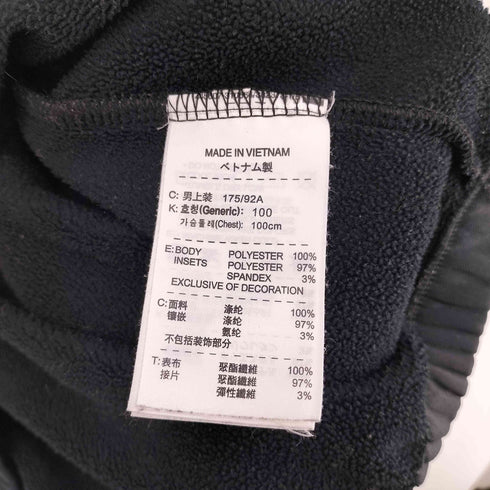 MADE IN VIETNAM
ベトナム製
C: 男上装 175/92A
K: 호칭(Generic): 100
가슴둘레(Chest): 100cm
E: BODY POLYESTER 100%
INSETS POLYESTER 97%
SPANDEX 3%
EXCLUSIVE OF DECORATION
C: 面料 涤纶 100%
镶嵌 涤纶 97%
氨纶 3%
不包括装饰部分
T: 表布 聚酯纖維 100%
接片 聚酯纖維 97%
彈性纖維 3%